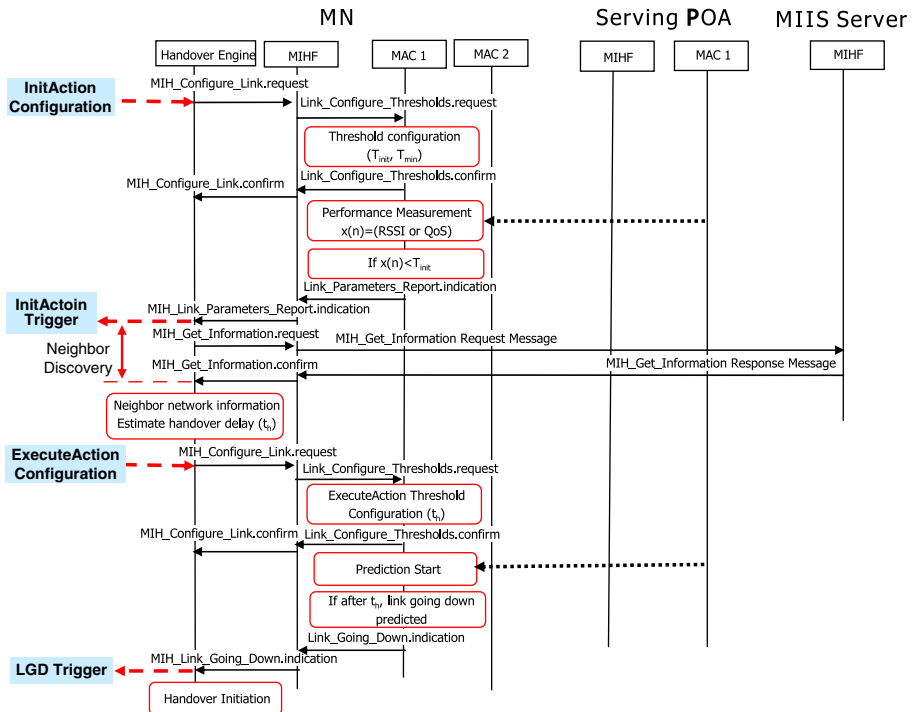 MN
Serving POA
MIIS Server
Handover Engine
MIHF
MAC 1
MAC 2
MIHF
MAC 1
MIHF
MIH_Configure_Link.request
InitAction
Configuration
Link_Configure_Thresholds.request
Threshold configuration
(Tinit, Tmin)
Link_Configure_Thresholds.confirm
MIH_Configure_Link.confirm
Performance Measurement
x(n)=(RSSI or QoS)
If x(n)<Tinit
Link_Parameters_Report.indication
InitActoin
Trigger
MIH_Link_Parameters_Report.indication
MIH_Get_Information.request
MIH_Get_Information Request Message
Neighbor
Discovery
MIH_Get_Information.confirm
MIH_Get_Information Response Message
Neighbor network information
Estimate handover delay (th)
ExecuteAction
Configuration
MIH_Configure_Link.request
Link_Configure_Thresholds.request
ExecuteAction Threshold
Configuration (th)
MIH_Configure_Link.confirm
Link_Configure_Thresholds.confirm
Prediction Start
If after th, link going down
predicted
Link_Going_Down.indication
LGD Trigger
MIH_Link_Going_Down.indication
Handover Initiation